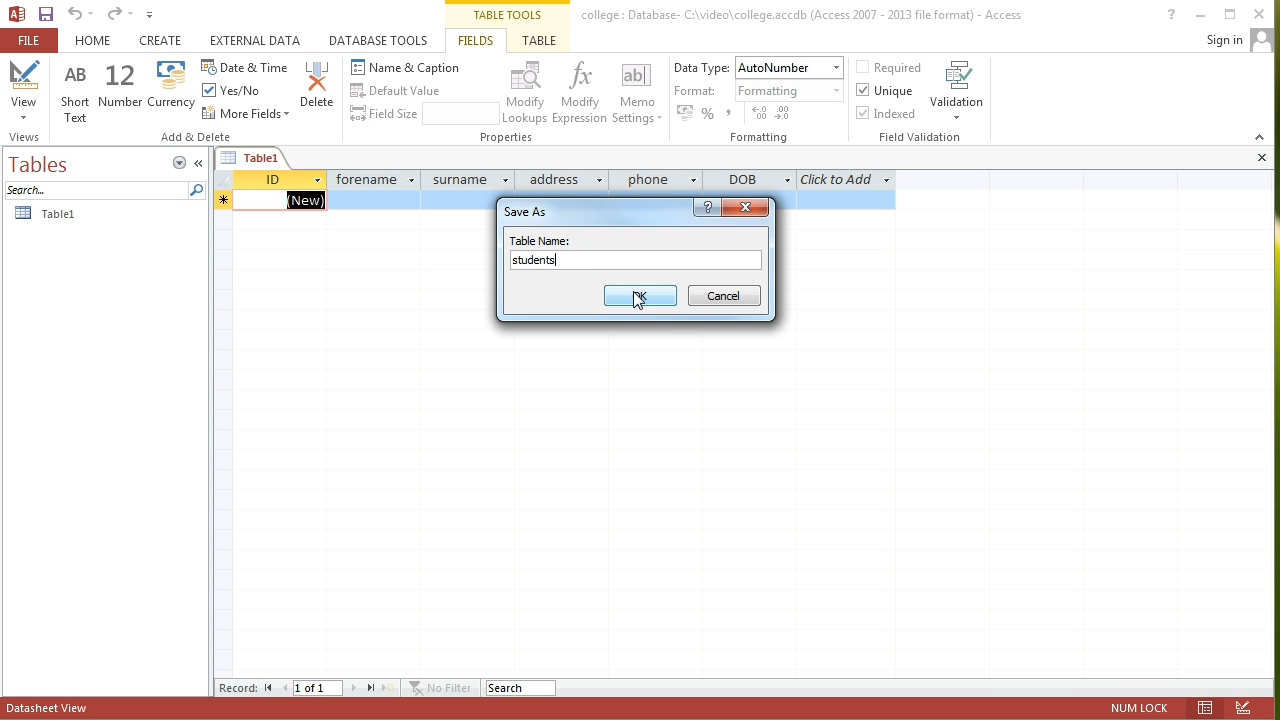 TABLE TOOLS
college : Database- C:\video\college.accdb (Access 2007 - 2013 file format) - Access
?
FILE
HOME
CREATE
EXTERNAL DATA
DATABASE TOOLS
FIELDS
TABLE
Sign in
View
AB
Short
Text
12
Number
Currency
Date & Time
Yes/No
More Fields
Delete
Name & Caption
Default Value
Field Size
Modify
Lookups
fx
Modify
Expression
ab
Memo
Settings
Data Type: AutoNumber
Format: Formatting
%
Required
Unique
Indexed
Validation
Views
Add & Delete
Properties
Formatting
Field Validation
Tables
Search...
Table1
Table1
ID
forename
surname
address
phone
DOB
Click to Add
(New)
Save As
?
Table Name:
students
Cancel
Record: 1 of 1
No Filter
Search
Datasheet View
NUM LOCK